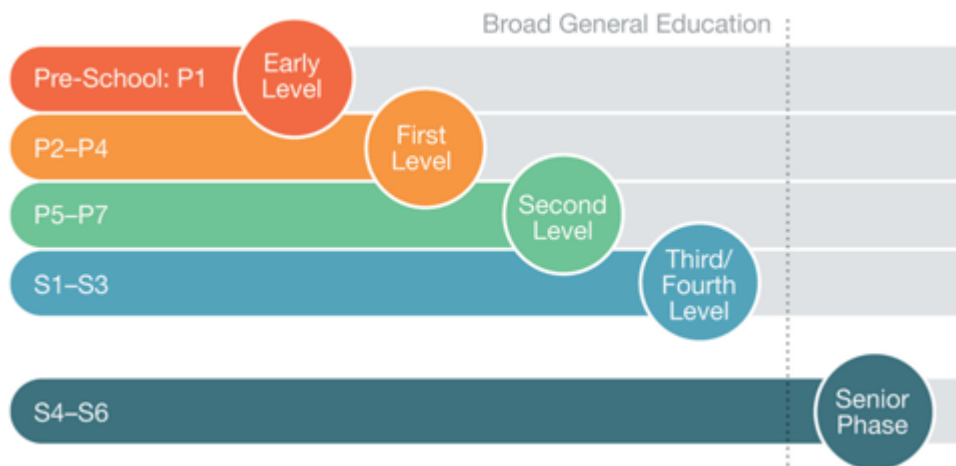 Broad General Education
Pre-School: P1
Early
Level
P2–P4
First
Level
P5–P7
Second
Level
S1–S3
Third/
Fourth
Level
S4–S6
Senior
Phase